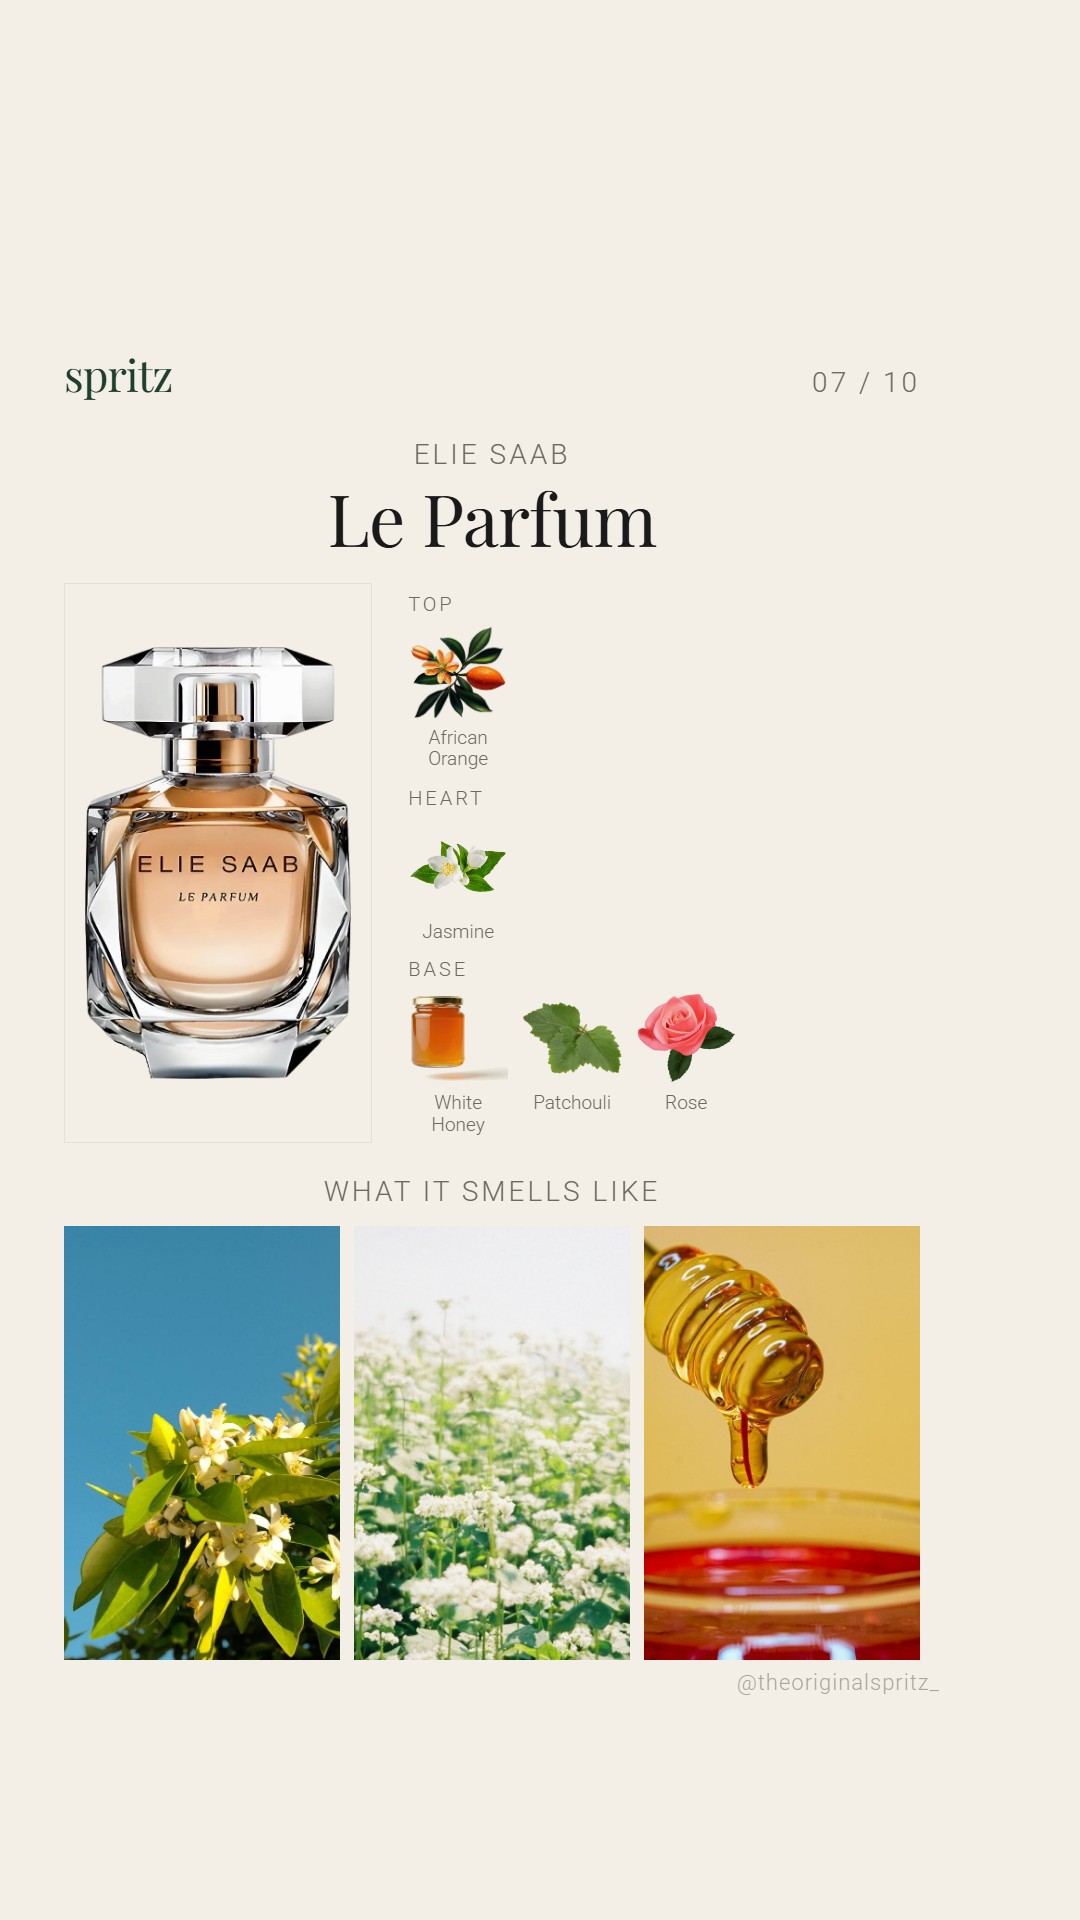 spritz
07 / 10
ELIE SAAB
Le Parfum
ELIE SAAB
LE PARFUM
TOP
African
Orange
HEART
Jasmine
BASE
White
Honey
Patchouli
Rose
WHAT IT SMELLS LIKE
@theoriginalspritz_